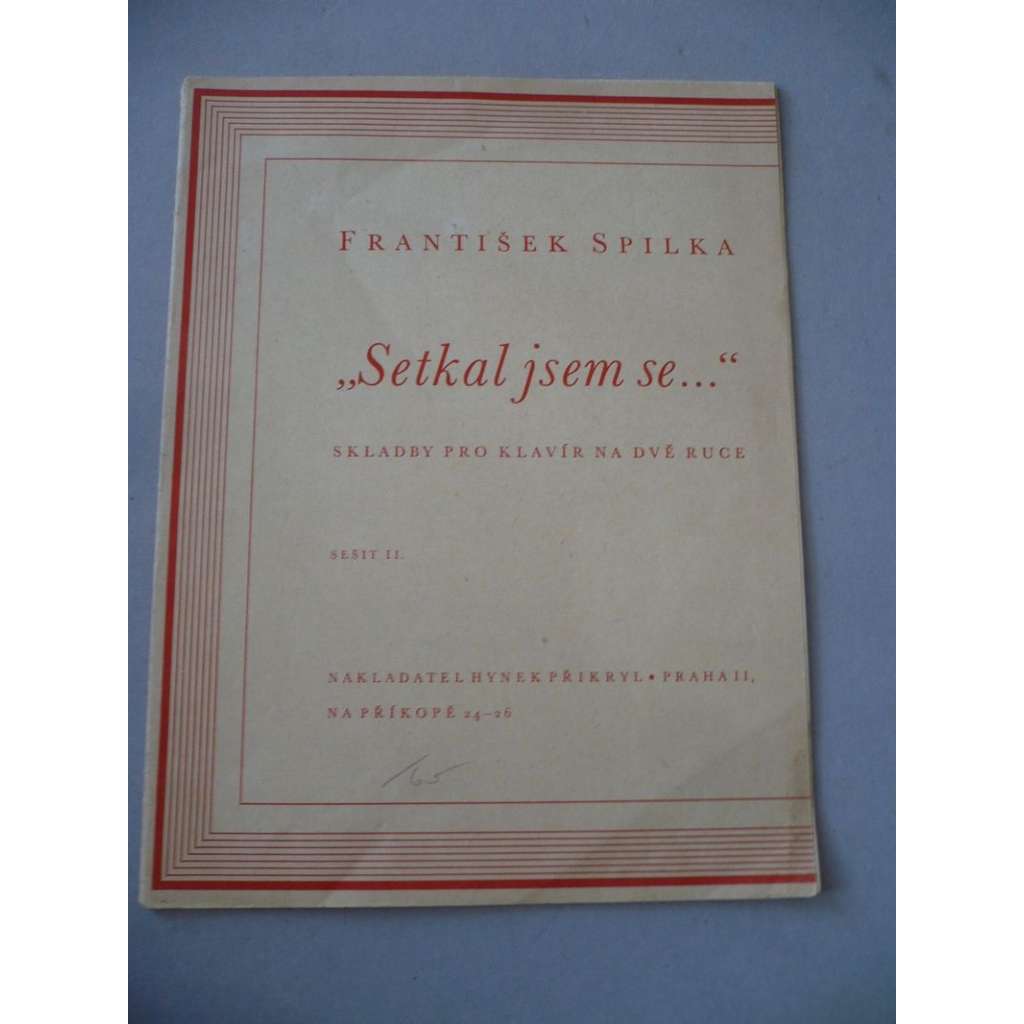 FRANTIŠEK SPILKA
„Setkal jsem se...“
SKLADBY PRO KLAVÍR NA DVĚ RUCE
SEŠIT II.
NAKLADATEL HYNEK PŘIKRYL • PRAHA II,
NA PŘÍKOPĚ 24–26